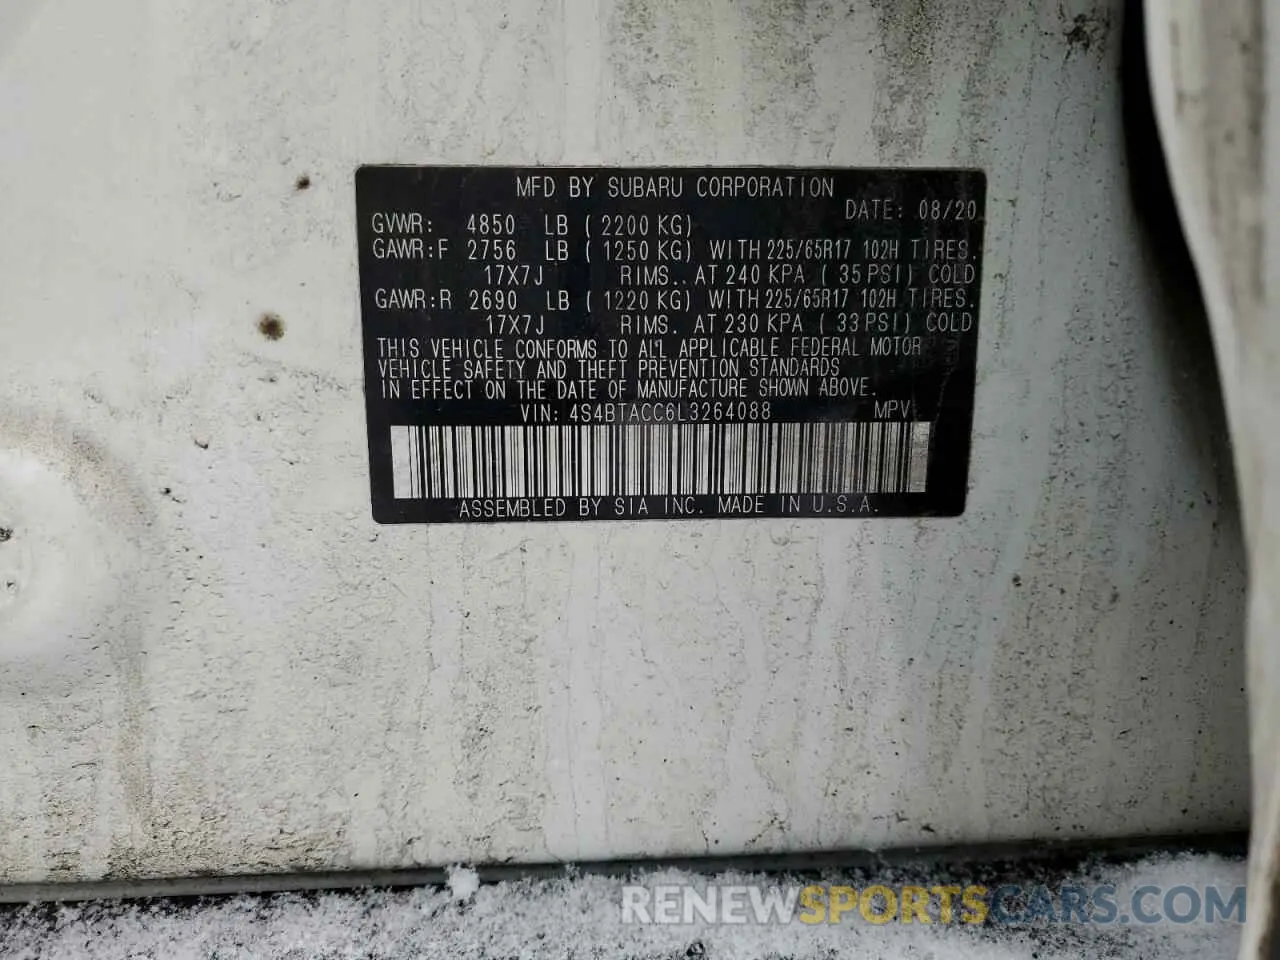 MFD BY SUBARU CORPORATION
DATE: 08/20
GVWR: 4850 LB ( 2200 KG)
GAWR:F 2756 LB ( 1250 KG) WITH 225/65R17 102H TIRES.
17X7J RIMS.. AT 240 KPA ( 35 PSI) COLD
GAWR:R 2690 LB ( 1220 KG) WITH 225/65R17 102H TIRES.
17X7J RIMS. AT 230 KPA ( 33 PSI) COLD
THIS VEHICLE CONFORMS TO ALL APPLICABLE FEDERAL MOTOR
VEHICLE SAFETY AND THEFT PREVENTION STANDARDS
IN EFFECT ON THE DATE OF MANUFACTURE SHOWN ABOVE.
VIN: 4S4BTACC6L3264088 MPV
ASSEMBLED BY SIA INC. MADE IN U.S.A.
RENEWSPORTSCARS.COM